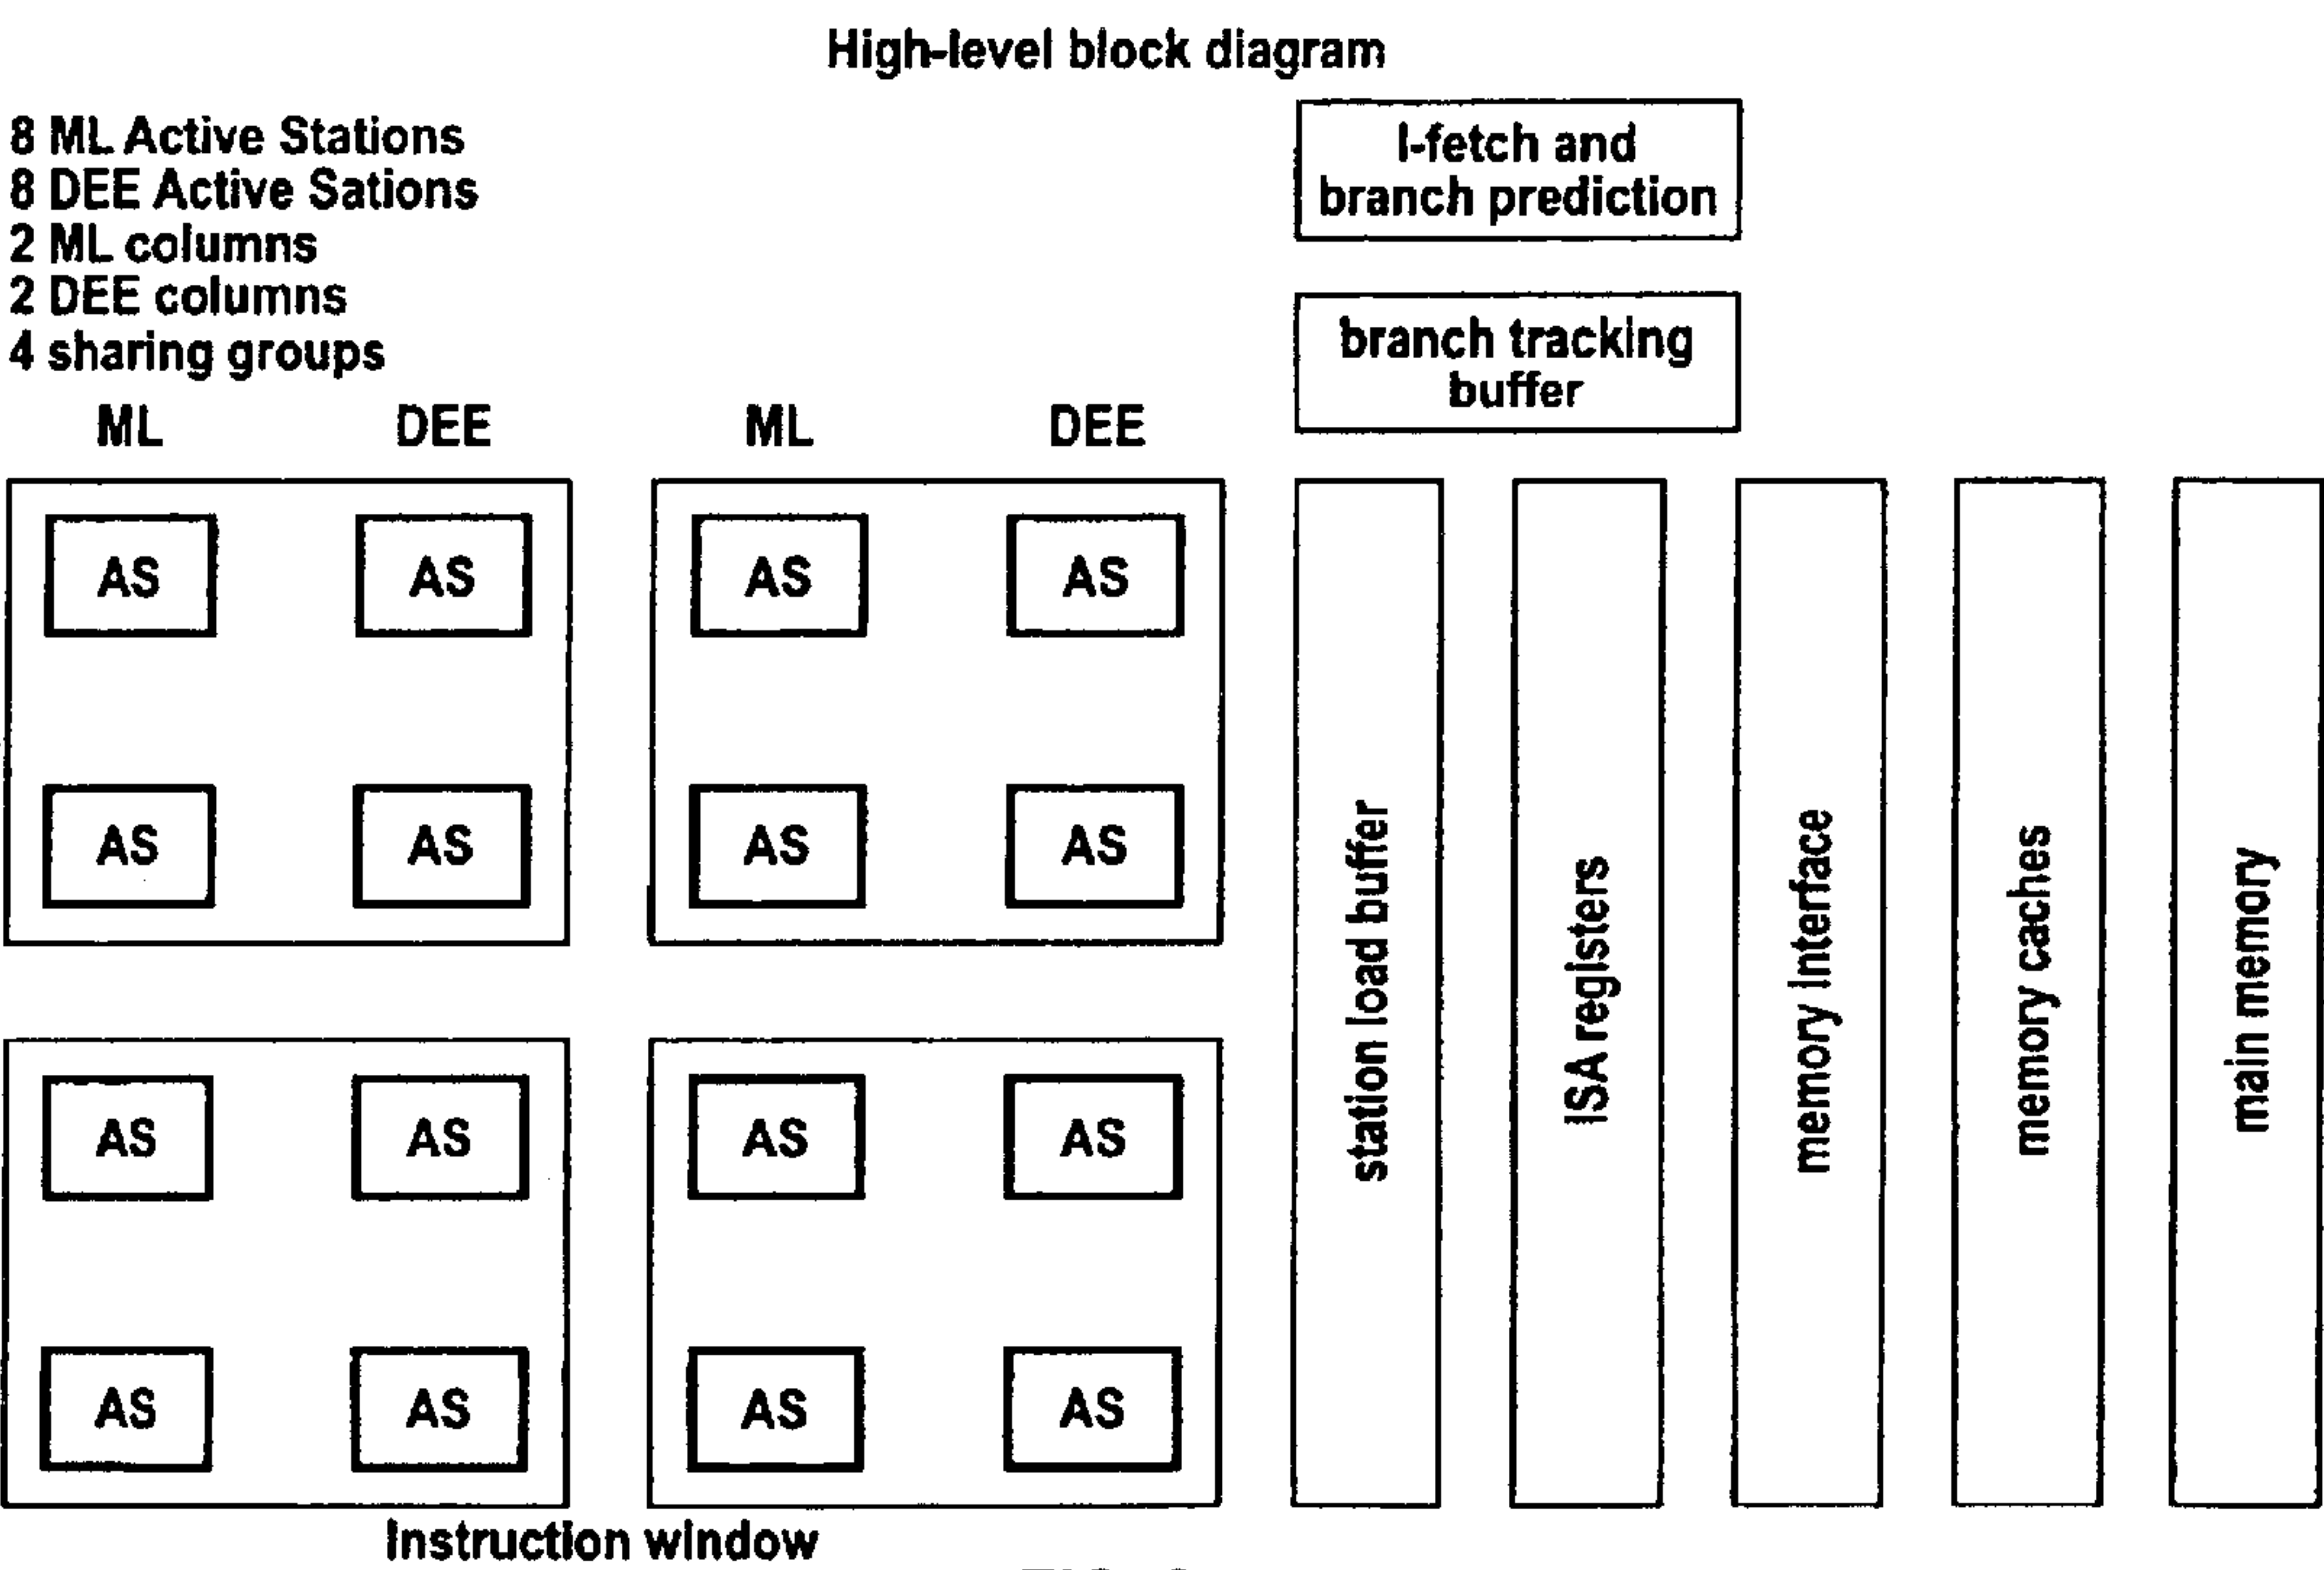 High-level block diagram
8 ML Active Stations
8 DEE Active Sations
2 ML columns
2 DEE columns
4 sharing groups
I-fetch and
branch prediction
branch tracking
buffer
ML DEE ML DEE
AS AS AS AS
AS AS AS AS
AS AS AS AS
AS AS AS AS
station load buffer
ISA registers
memory interface
memory caches
main memory
Instruction window